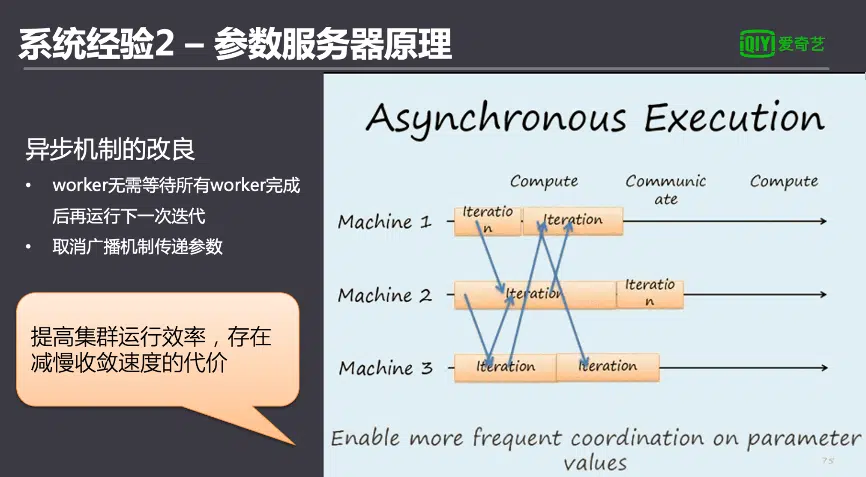 系统经验2 – 参数服务器原理
iQIYI 爱奇艺
异步机制的改良
• worker无需等待所有worker完成
后再运行下一次迭代
• 取消广播机制传递参数
提高集群运行效率，存在
减慢收敛速度的代价
Asynchronous Execution
Compute
Communic
ate
Compute
Machine 1
Iteratio
n
Iteration
Machine 2
Iteration
Iteratio
n
Machine 3
Iteration
Iteration
Enable more frequent coordination on parameter
values
75